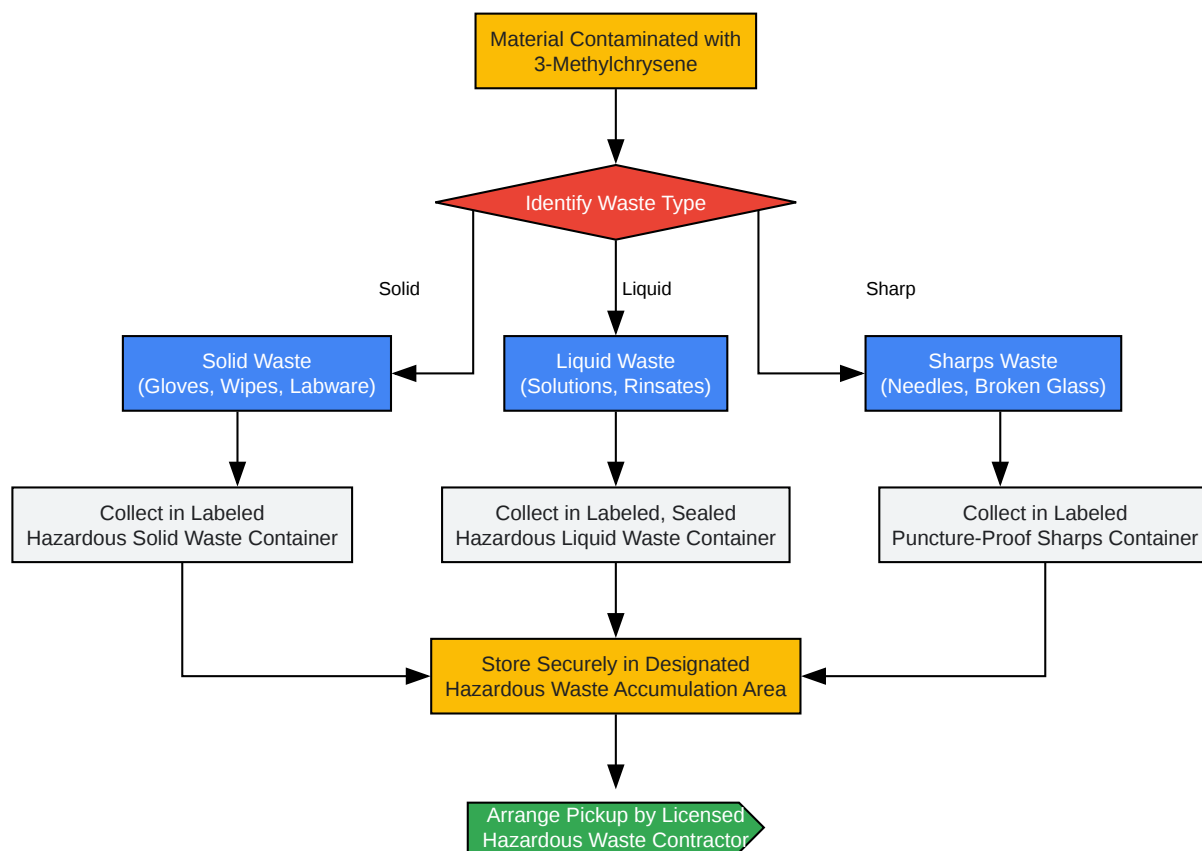 Material Contaminated with
3-Methylchrysene
Identify Waste Type
Solid
Liquid
Sharp
Solid Waste
(Gloves, Wipes, Labware)
Liquid Waste
(Solutions, Rinsates)
Sharps Waste
(Needles, Broken Glass)
Collect in Labeled
Hazardous Solid Waste Container
Collect in Labeled, Sealed
Hazardous Liquid Waste Container
Collect in Labeled
Puncture-Proof Sharps Container
Store Securely in Designated
Hazardous Waste Accumulation Area
Arrange Pickup by Licensed
Hazardous Waste Contractor